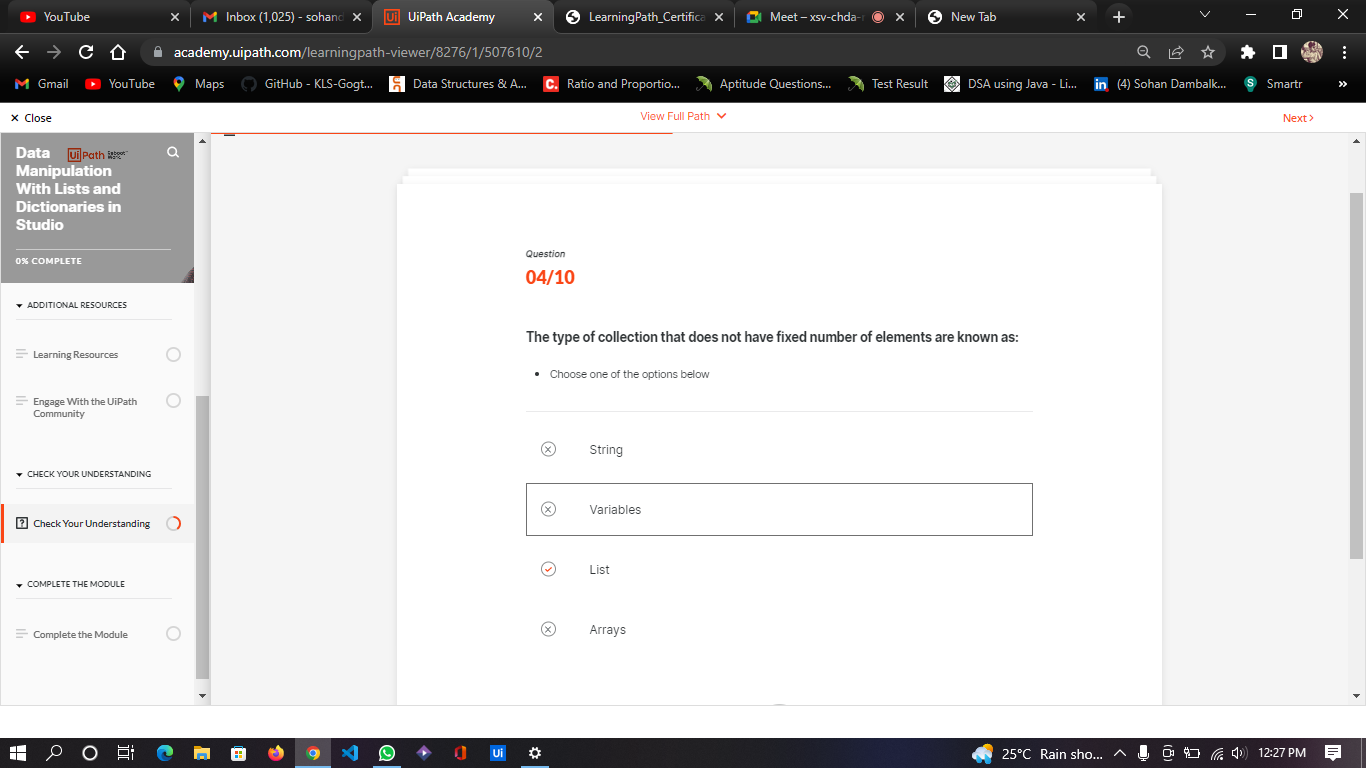 YouTube
Inbox (1,025) - sohand
UiPath Academy
LearningPath_Certifica
Meet – xsv-chda-
New Tab
academy.uipath.com/learningpath-viewer/8276/1/507610/2
Gmail
YouTube
Maps
GitHub - KLS-Gogt...
Data Structures & A...
Ratio and Proportio...
Aptitude Questions...
Test Result
DSA using Java - Li...
(4) Sohan Dambalk...
Smartr
»
× Close
View Full Path
Next >
Data
Manipulation
With Lists and
Dictionaries in
Studio
UiPath
0% COMPLETE
ADDITIONAL RESOURCES
Learning Resources
Engage With the UiPath
Community
CHECK YOUR UNDERSTANDING
Check Your Understanding
COMPLETE THE MODULE
Complete the Module
Question
04/10
The type of collection that does not have fixed number of elements are known as:
• Choose one of the options below
String
Variables
List
Arrays
25°C Rain sho...
12:27 PM